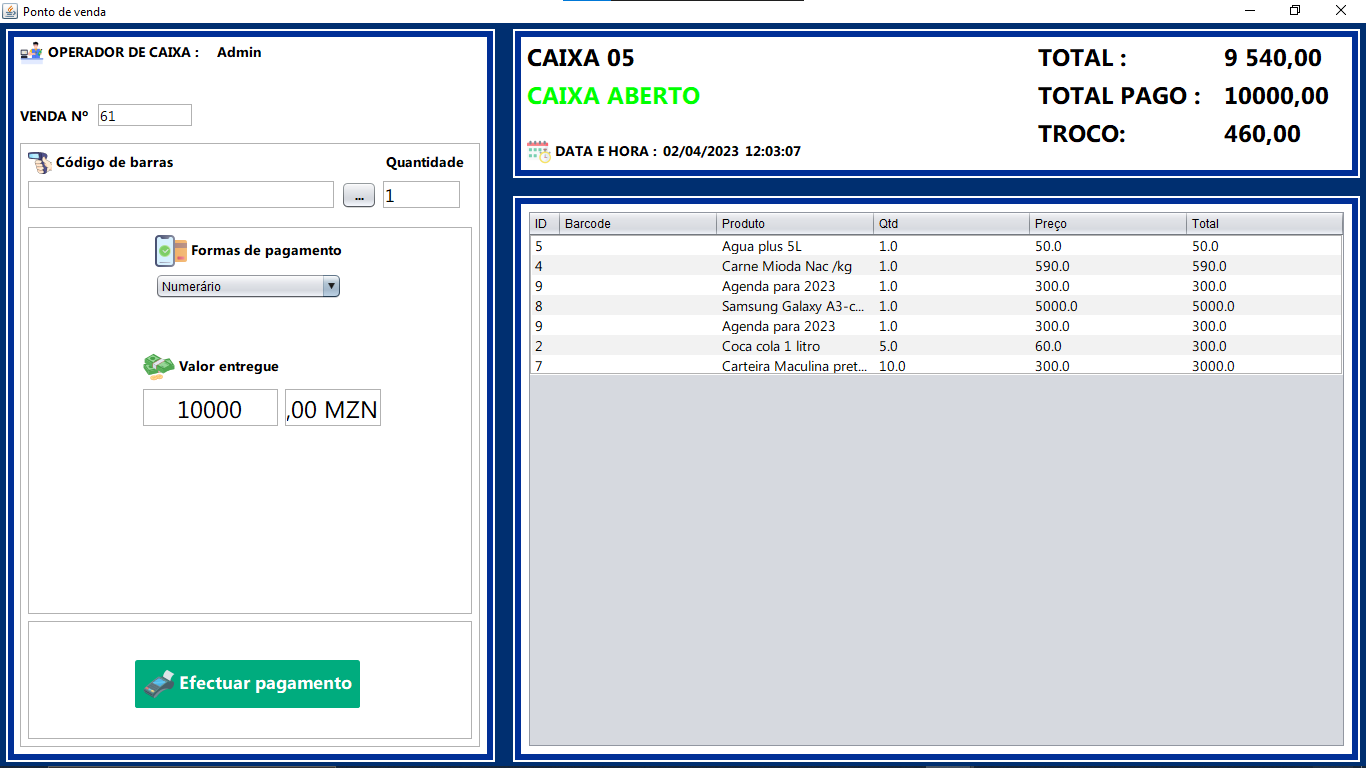 Ponto de venda
OPERADOR DE CAIXA : Admin
VENDA Nº 61
Código de barras Quantidade
... 1
Formas de pagamento
Numerário
Valor entregue
10000 ,00 MZN
Efectuar pagamento
CAIXA 05
CAIXA ABERTO
DATA E HORA : 02/04/2023 12:03:07
TOTAL : 9 540,00
TOTAL PAGO : 10000,00
TROCO: 460,00
ID Barcode Produto Qtd Preço Total
5 Agua plus 5L 1.0 50.0 50.0
4 Carne Mioda Nac /kg 1.0 590.0 590.0
9 Agenda para 2023 1.0 300.0 300.0
8 Samsung Galaxy A3-c... 1.0 5000.0 5000.0
9 Agenda para 2023 1.0 300.0 300.0
2 Coca cola 1 litro 5.0 60.0 300.0
7 Carteira Maculina pret... 10.0 300.0 3000.0